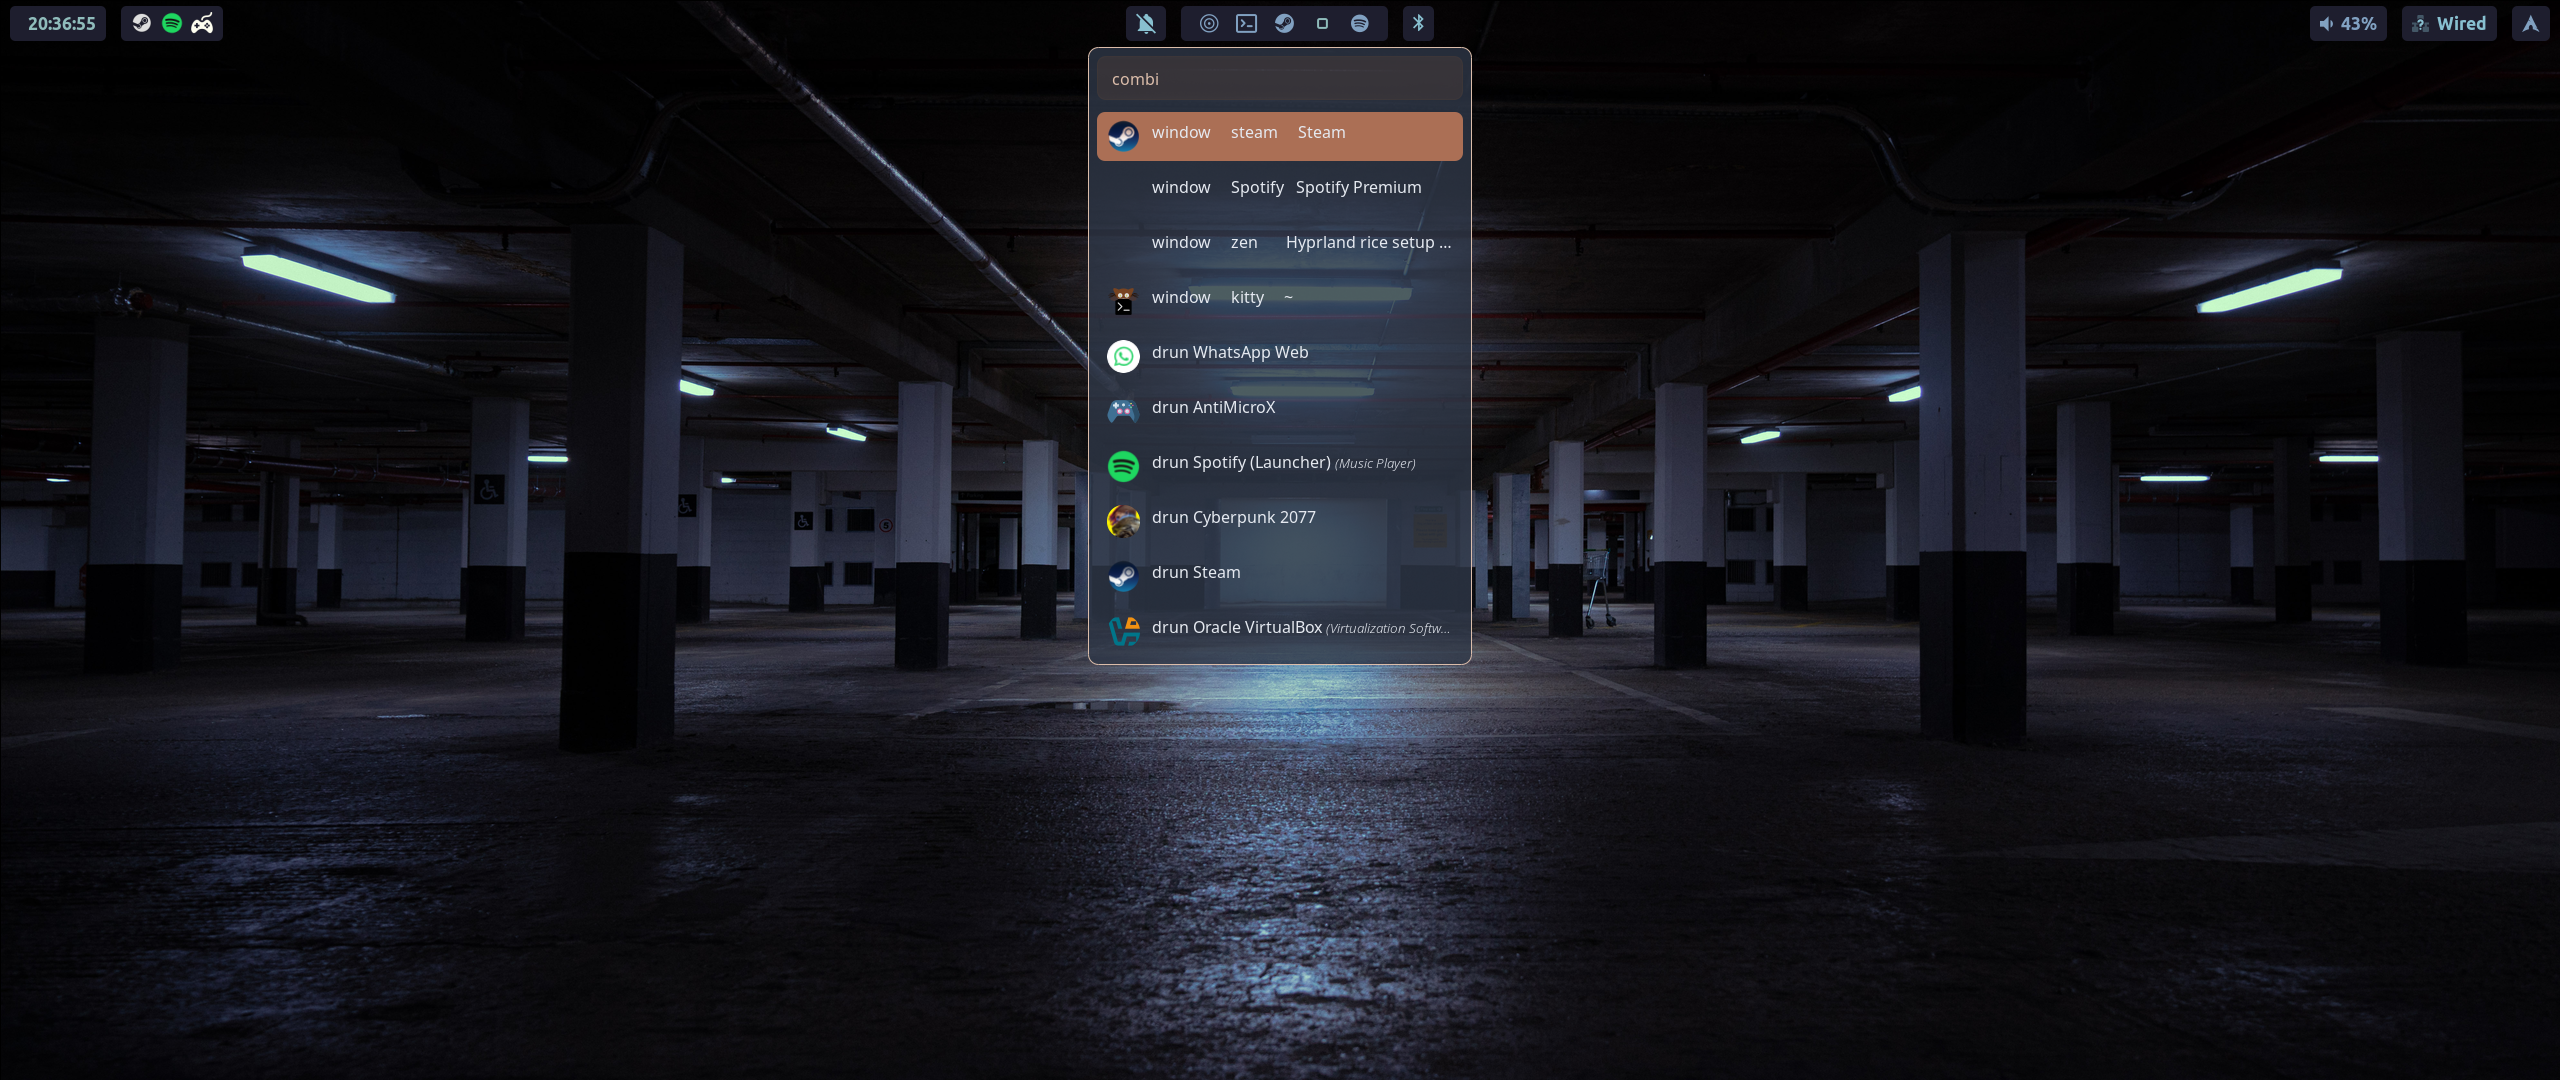 20:36:55
43%
Wired
combi
window steam Steam
window Spotify Spotify Premium
window zen Hyprland rice setup ...
window kitty ~
drun WhatsApp Web
drun AntiMicroX
drun Spotify (Launcher) (Music Player)
drun Cyberpunk 2077
drun Steam
drun Oracle VirtualBox (Virtualization Softw...